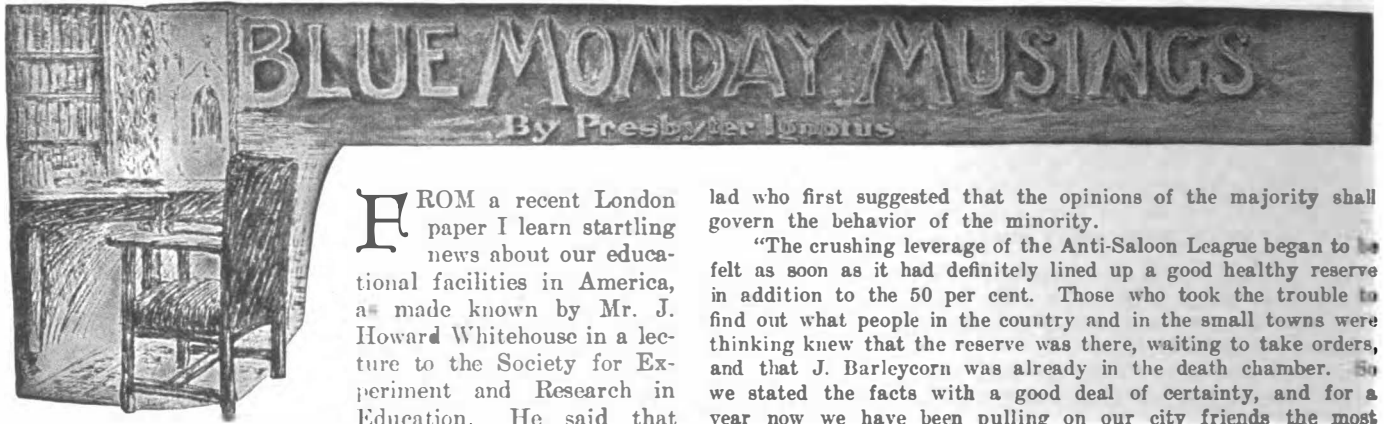 BLUE MONDAY MUSINGS
By Presbyter Ignotus
FROM a recent London
paper I learn startling
news about our educa-
tional facilities in America,
as made known by Mr. J.
Howard Whitehouse in a lec-
ture to the Society for Ex-
periment and Research in
Education. He said that
lad who first suggested that the opinions of the majority shall
govern the behavior of the minority.
"The crushing leverage of the Anti-Saloon League began to be
felt as soon as it had definitely lined up a good healthy reserve
in addition to the 50 per cent. Those who took the trouble to
find out what people in the country and in the small towns were
thinking knew that the reserve was there, waiting to take orders,
and that J. Barleycorn was already in the death chamber. So
we stated the facts with a good deal of certainty, and for a
year now we have been pulling on our city friends the most